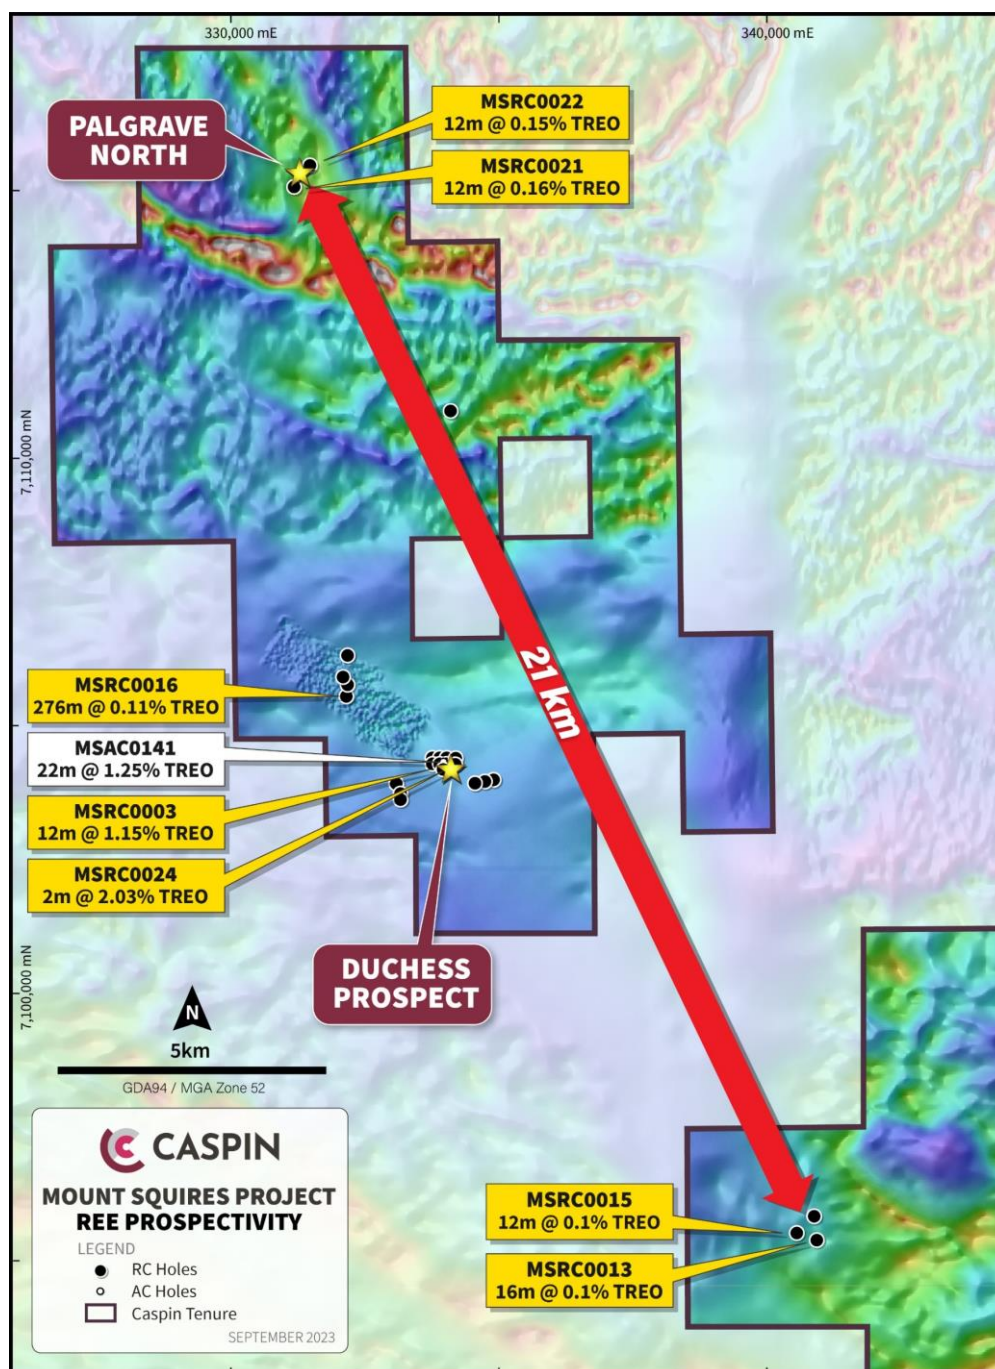 330,000 mE
340,000 mE
PALGRAVE
NORTH
MSRC0022
12m @ 0.15% TREO
MSRC0021
12m @ 0.16% TREO
7,110,000 mN
21 km
MSRC0016
276m @ 0.11% TREO
MSAC0141
22m @ 1.25% TREO
MSRC0003
12m @ 1.15% TREO
MSRC0024
2m @ 2.03% TREO
DUCHESS
PROSPECT
7,100,000 mN
N
5km
GDA94 / MGA Zone 52
CASPIN
MOUNT SQUIRES PROJECT
REE PROSPECTIVITY
LEGEND
RC Holes
AC Holes
Caspin Tenure
SEPTEMBER 2023
MSRC0015
12m @ 0.1% TREO
MSRC0013
16m @ 0.1% TREO